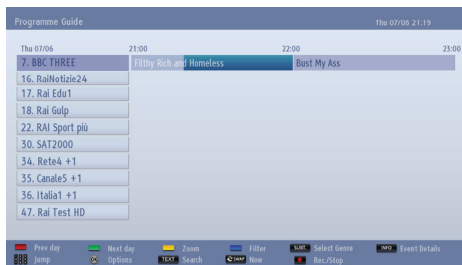 Programme Guide Thu 07/06 21.19
Thu 07/06 21:00 22:00 23:00
7. BBC THREE Filthy Rich and Homeless Bust My Ass
16. RaiNotizie24
17. Rai Edu1
18. Rai Gulp
22. RAI Sport più
30. SAT2000
34. Rete4 +1
35. Canale5 +1
36. Italia1 +1
47. Rai Test HD
Prev day Next day Zoom Filter SUBT. Select Genre INFO Event Details
Jump OK Options TEXT Search SWAP Now Rec./Stop